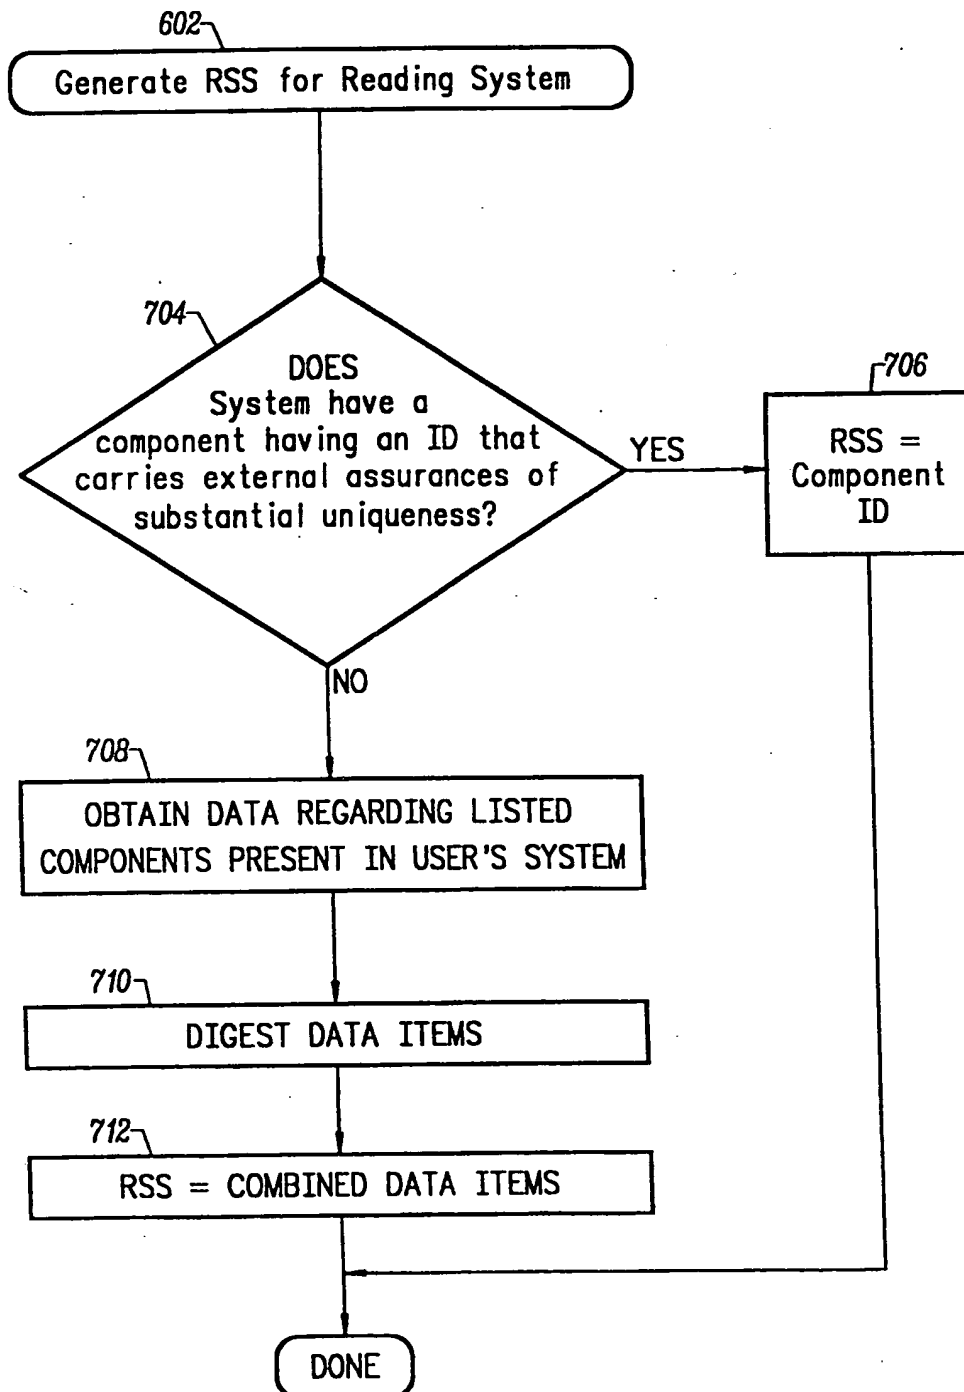 602
Generate RSS for Reading System
704
DOES
System have a
component having an ID that
carries external assurances of
substantial uniqueness?
YES
706
RSS =
Component
ID
NO
708
OBTAIN DATA REGARDING LISTED
COMPONENTS PRESENT IN USER'S SYSTEM
710
DIGEST DATA ITEMS
712
RSS = COMBINED DATA ITEMS
DONE